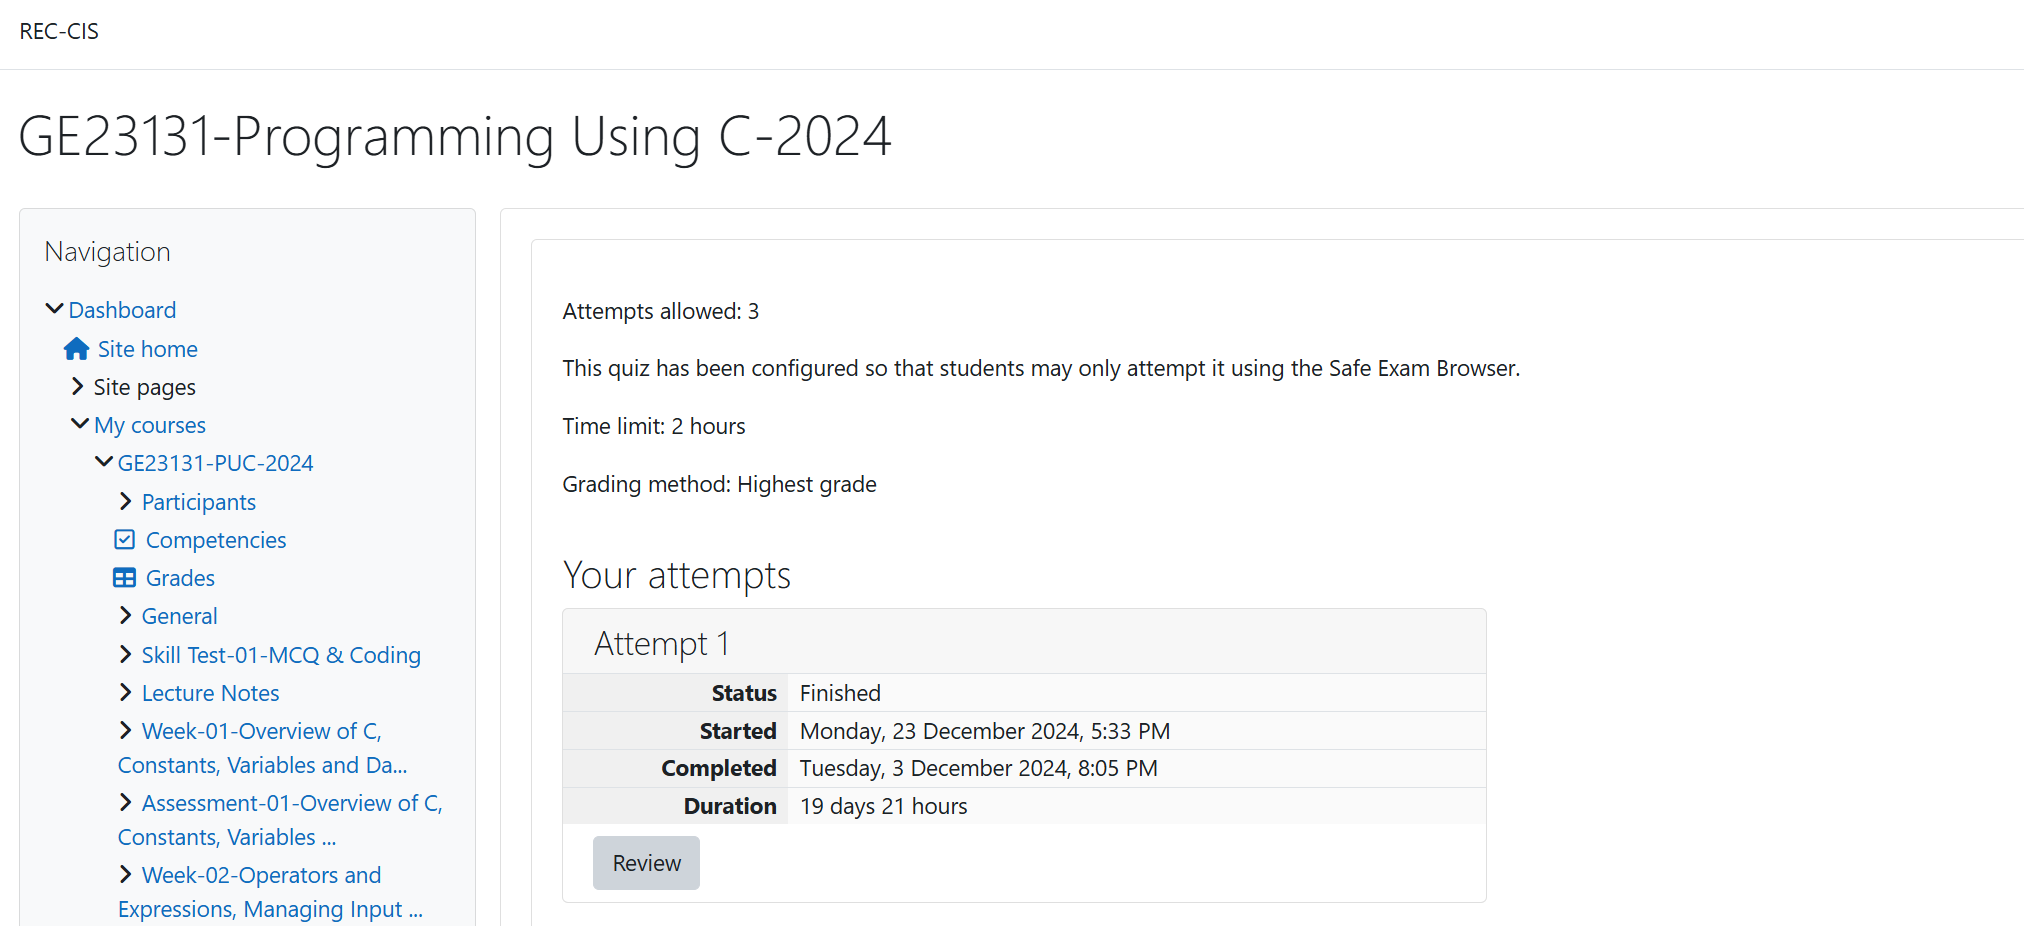 REC-CIS
GE23131-Programming Using C-2024
Navigation
Dashboard
Site home
Site pages
My courses
GE23131-PUC-2024
Participants
Competencies
Grades
General
Skill Test-01-MCQ & Coding
Lecture Notes
Week-01-Overview of C,
Constants, Variables and Da...
Assessment-01-Overview of C,
Constants, Variables ...
Week-02-Operators and
Expressions, Managing Input ...
Attempts allowed: 3
This quiz has been configured so that students may only attempt it using the Safe Exam Browser.
Time limit: 2 hours
Grading method: Highest grade
Your attempts
Attempt 1
Status Finished
Started Monday, 23 December 2024, 5:33 PM
Completed Tuesday, 3 December 2024, 8:05 PM
Duration 19 days 21 hours
Review